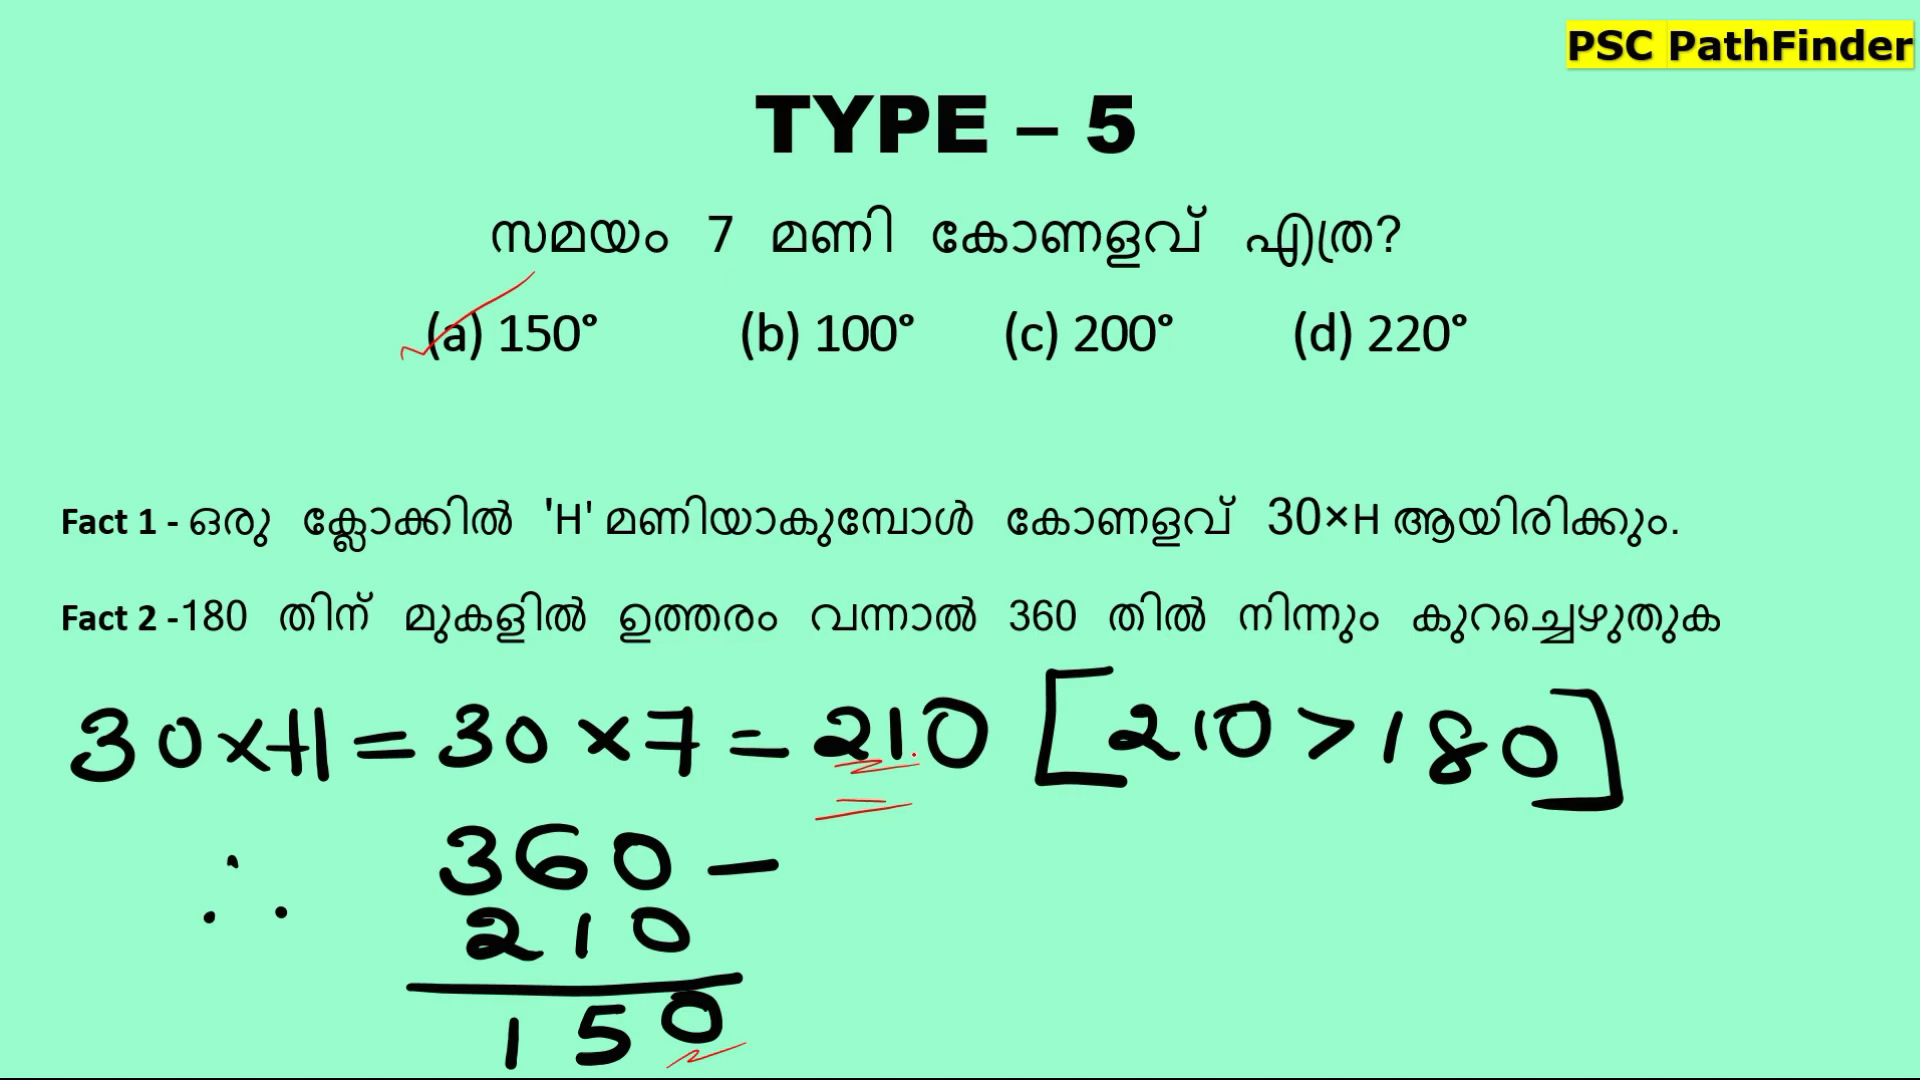 PSC PathFinder
TYPE – 5
സമയം 7 മണി കോണളവ് എത്ര?
(a) 150° (b) 100° (c) 200° (d) 220°
Fact 1 - ഒരു ക്ലോക്കിൽ 'H' മണിയാകുമ്പോൾ കോണളവ് 30×H ആയിരിക്കും.
Fact 2 -180 തിന് മുകളിൽ ഉത്തരം വന്നാൽ 360 തിൽ നിന്നും കുറച്ചെഴുതുക
30×H = 30 × 7 = 210 [210 > 180]
∴ 360 –
210
150